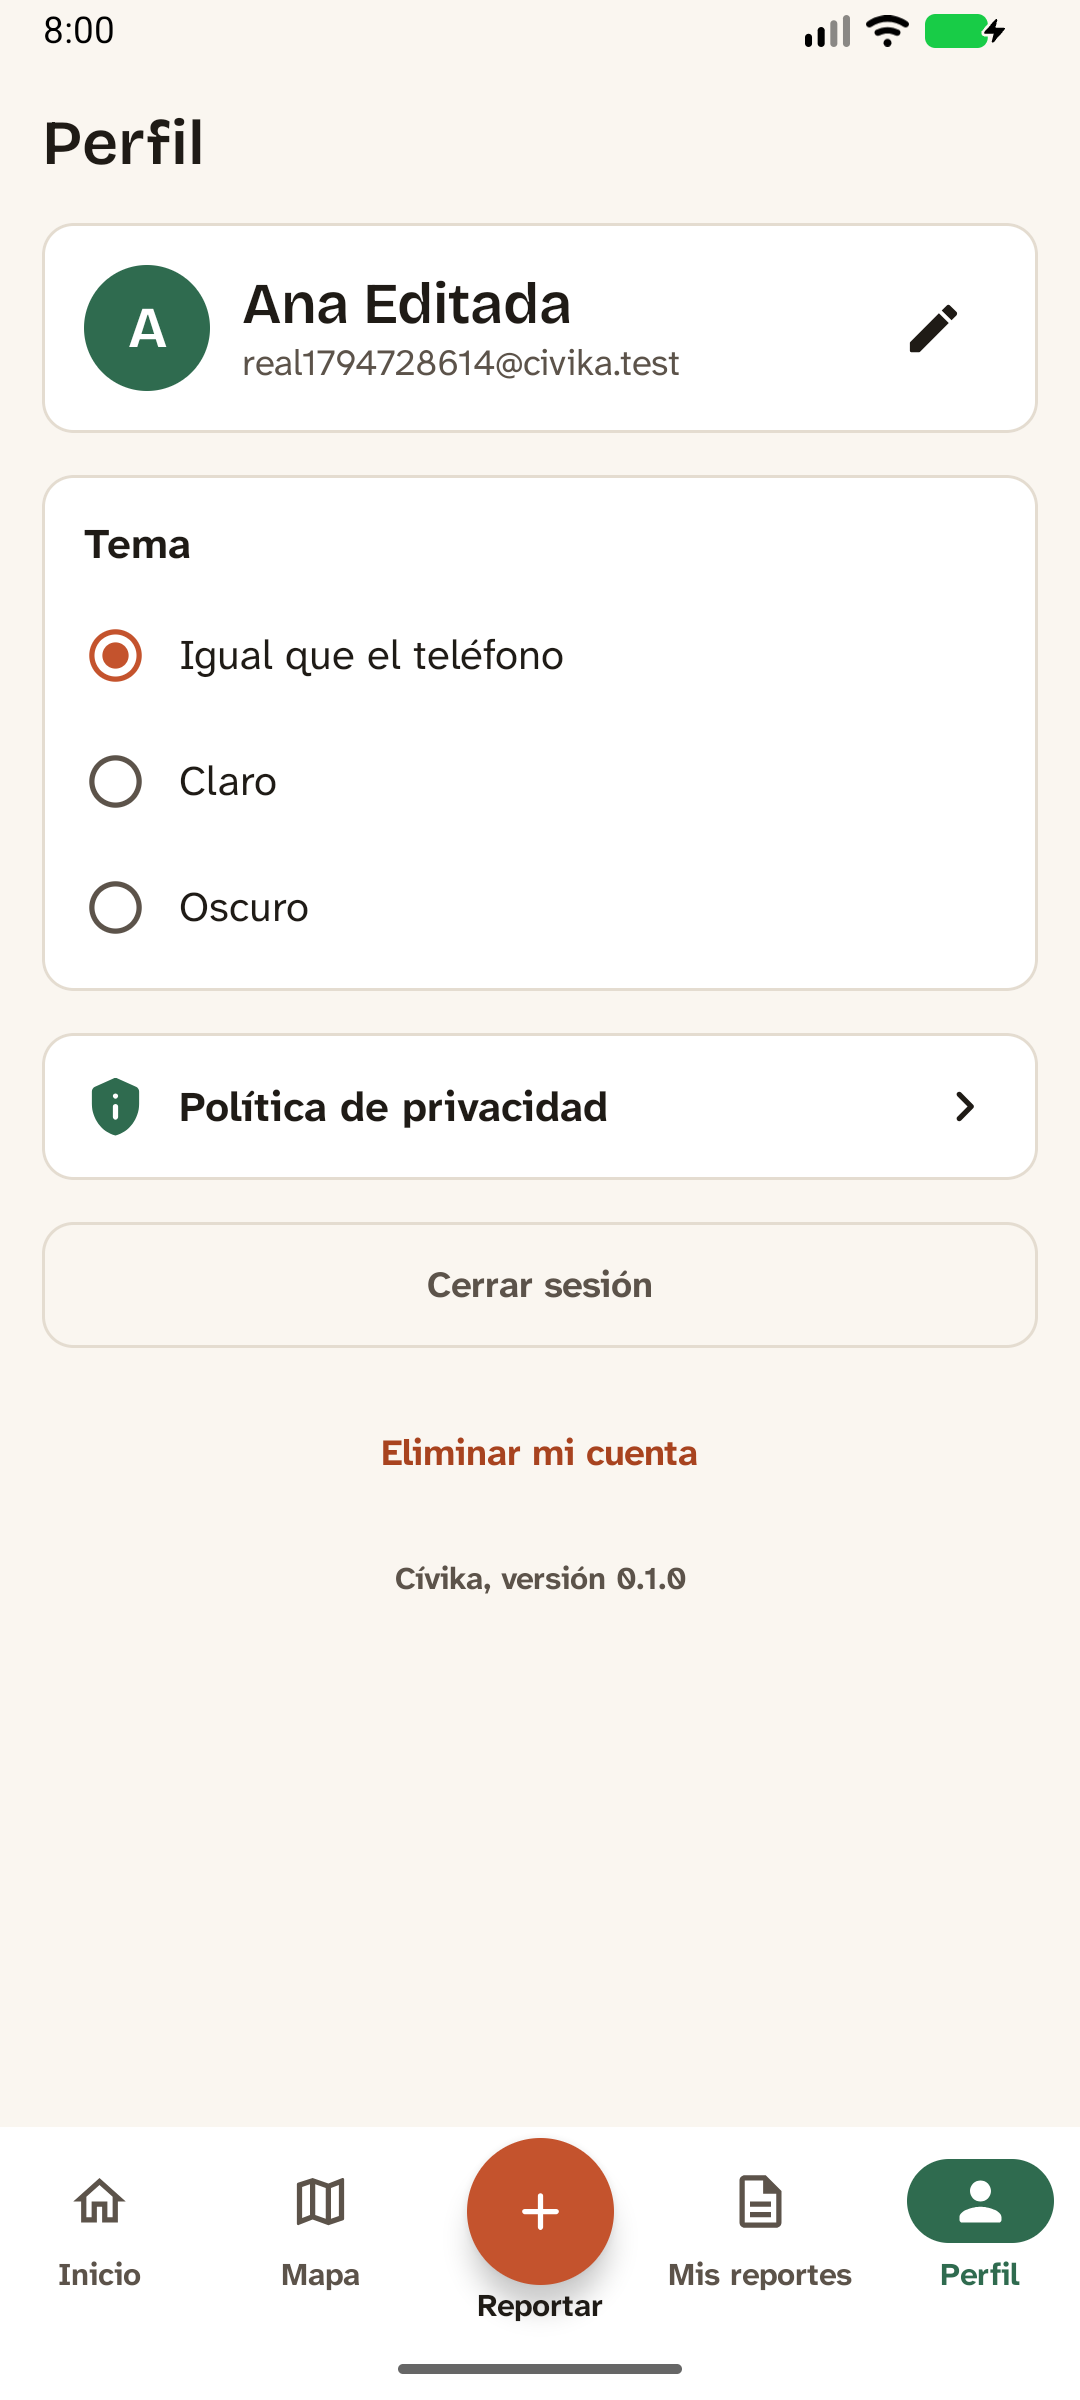 8:00
Perfil
A
Ana Editada
real1794728614@civika.test
Tema
Igual que el teléfono
Claro
Oscuro
Política de privacidad
Cerrar sesión
Eliminar mi cuenta
Cívika, versión 0.1.0
Inicio
Mapa
Reportar
Mis reportes
Perfil